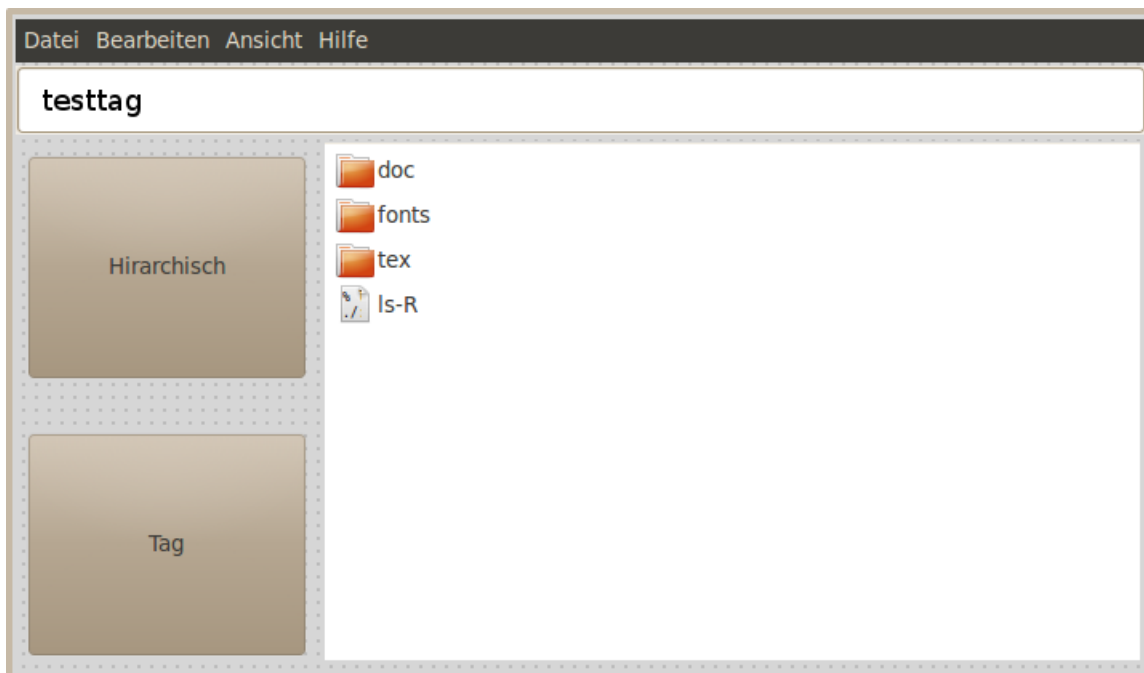 Datei Bearbeiten Ansicht Hilfe
testtag
Hirarchisch
Tag
doc
fonts
tex
ls-R